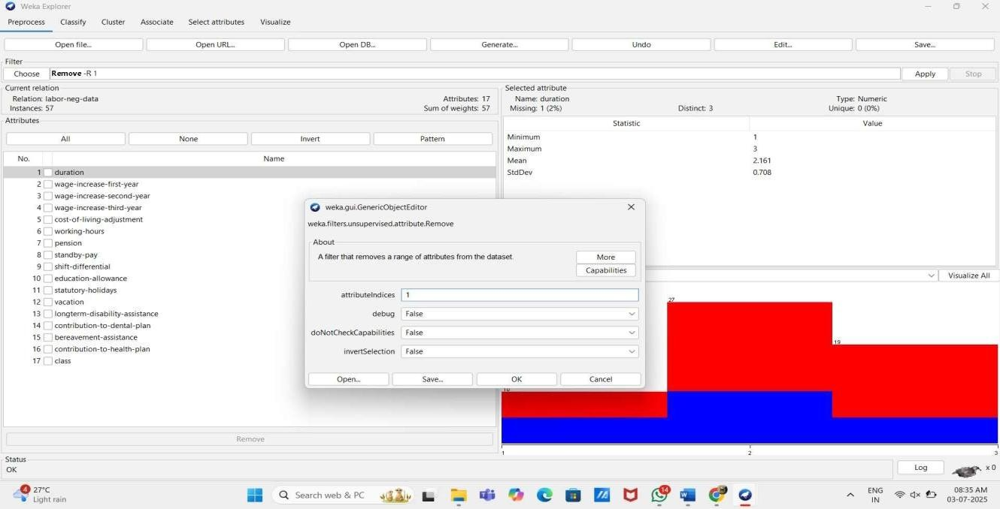 Weka Explorer
Preprocess Classify Cluster Associate Select attributes Visualize
Open file... Open URL... Open DB... Generate... Undo Edit... Save...
Filter
Choose Remove -R 1 Apply Stop
Current relation
Relation: labor-neg-data Attributes: 17
Instances: 57 Sum of weights: 57
Attributes
All None Invert Pattern
No. Name
1 duration
2 wage-increase-first-year
3 wage-increase-second-year
4 wage-increase-third-year
5 cost-of-living-adjustment
6 working-hours
7 pension
8 standby-pay
9 shift-differential
10 education-allowance
11 statutory-holidays
12 vacation
13 longterm-disability-assistance
14 contribution-to-dental-plan
15 bereavement-assistance
16 contribution-to-health-plan
17 class
Remove
Selected attribute
Name: duration Type: Numeric
Missing: 1 (2%) Distinct: 3 Unique: 0 (0%)
Statistic Value
Minimum 1
Maximum 3
Mean 2.161
StdDev 0.708
weka.gui.GenericObjectEditor
weka.filters.unsupervised.attribute.Remove
About
A filter that removes a range of attributes from the dataset.
More
Capabilities
attributeIndices 1
debug False
doNotCheckCapabilities False
invertSelection False
Open... Save... OK Cancel
Visualize All
27
19
1 2 3
Status
OK
Log x 0
4
27°C
Light rain
Search web & PC
14
ENG
IN
08:35 AM
03-07-2025